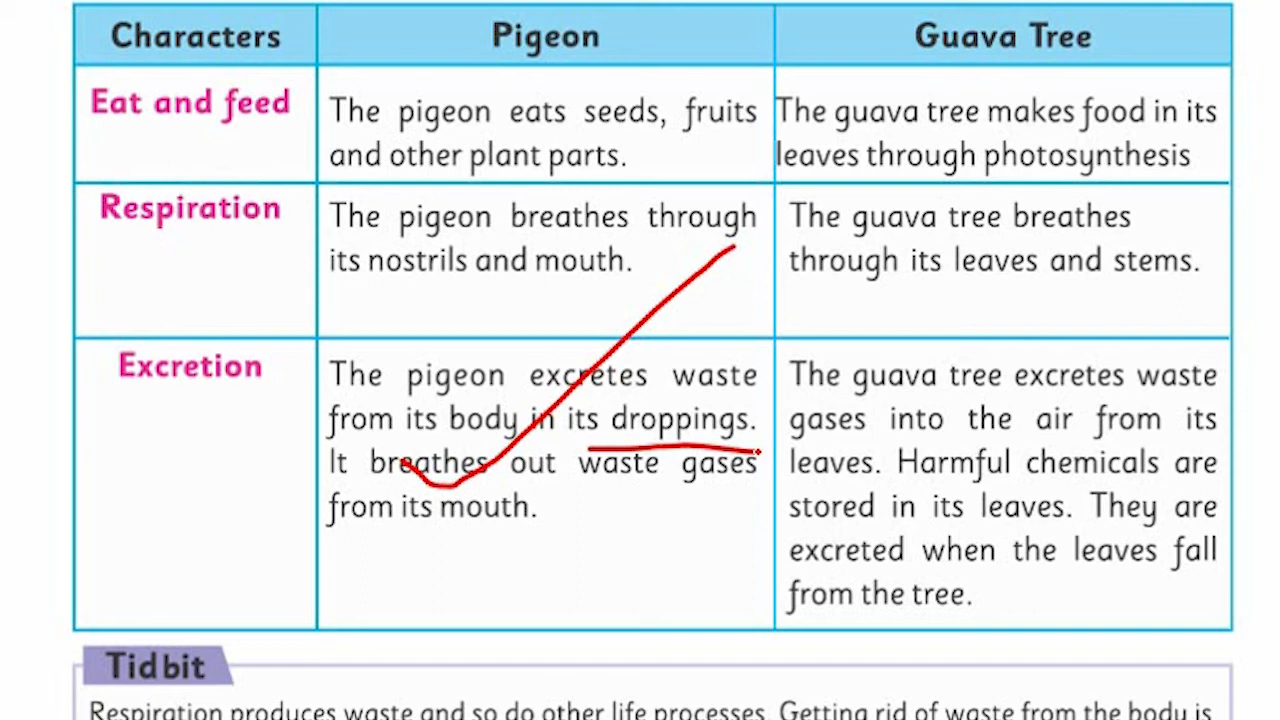 Characters Pigeon Guava Tree
Eat and feed
The pigeon eats seeds, fruits
and other plant parts.
The guava tree makes food in its
leaves through photosynthesis
Respiration
The pigeon breathes through
its nostrils and mouth.
The guava tree breathes
through its leaves and stems.
Excretion
The pigeon excretes waste
from its body in its droppings.
It breathes out waste gases
from its mouth.
The guava tree excretes waste
gases into the air from its
leaves. Harmful chemicals are
stored in its leaves. They are
excreted when the leaves fall
from the tree.
Tidbit
Respiration produces waste and so do other life processes. Getting rid of waste from the body is